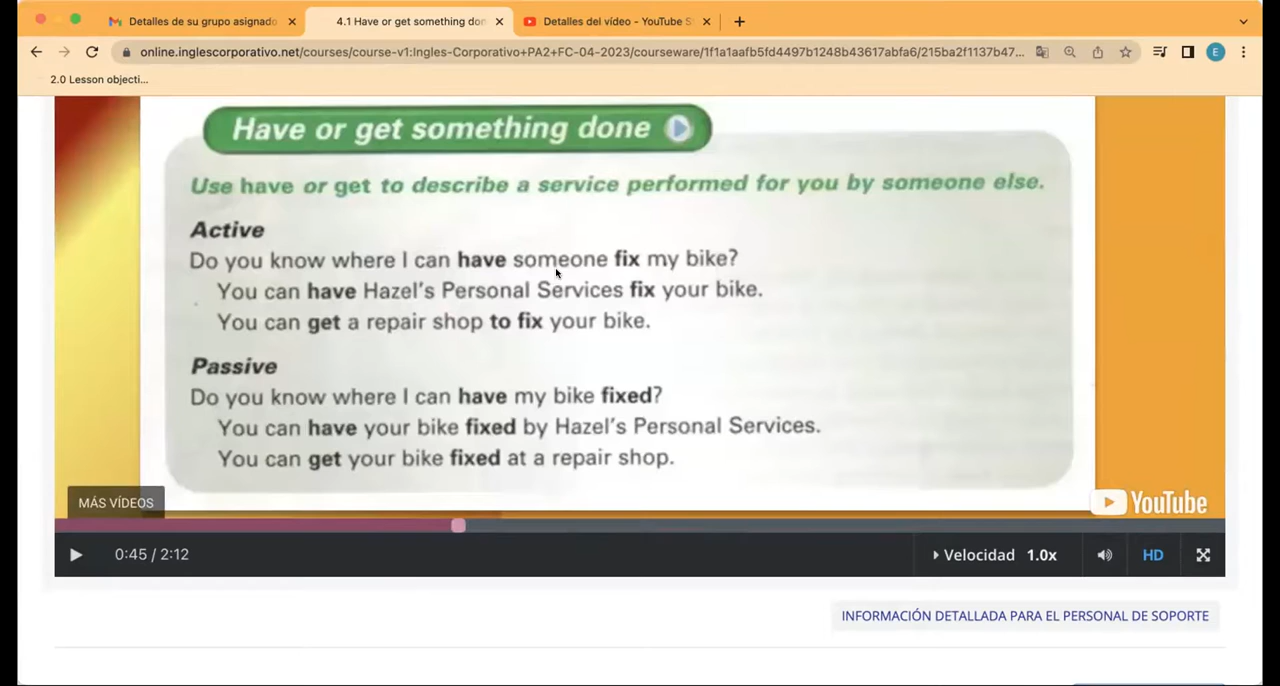 Detalles de su grupo asignado
4.1 Have or get something don
Detalles del vídeo - YouTube S
online.inglescorporativo.net/courses/course-v1:Ingles-Corporativo+PA2+FC-04-2023/courseware/1f1a1aafb5fd4497b1248b43617abfa6/215ba2f1137b47...
E
2.0 Lesson objecti...
Have or get something done
Use have or get to describe a service performed for you by someone else.
Active
Do you know where I can have someone fix my bike?
You can have Hazel's Personal Services fix your bike.
You can get a repair shop to fix your bike.
Passive
Do you know where I can have my bike fixed?
You can have your bike fixed by Hazel's Personal Services.
You can get your bike fixed at a repair shop.
MÁS VÍDEOS
YouTube
0:45 / 2:12
Velocidad 1.0x
HD
INFORMACIÓN DETALLADA PARA EL PERSONAL DE SOPORTE